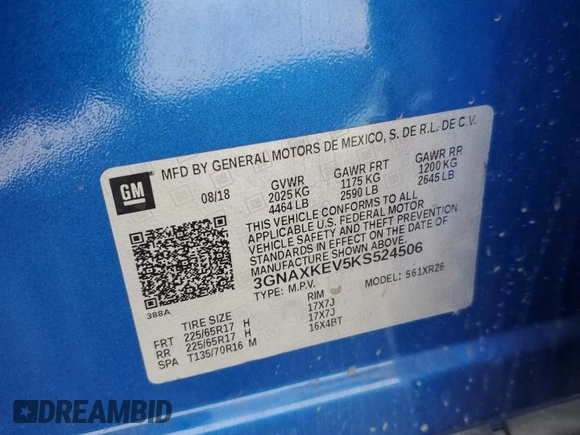 MFD BY GENERAL MOTORS DE MEXICO, S. DE R.L. DE C.V.
GM
08/18 GVWR GAWR FRT GAWR RR
2025 KG 1175 KG 1200 KG
4464 LB 2590 LB 2645 LB
THIS VEHICLE CONFORMS TO ALL
APPLICABLE U.S. FEDERAL MOTOR
VEHICLE SAFETY AND THEFT PREVENTION
STANDARDS IN EFFECT ON THE DATE OF
MANUFACTURE SHOWN ABOVE.
3GNAXKEV5KS524506
TYPE: M.P.V. MODEL: 561XR26
388A
TIRE SIZE RIM
FRT 225/65R17 H 17X7J
RR 225/65R17 H 17X7J
SPA T135/70R16 M 16X4BT
DREAMBID